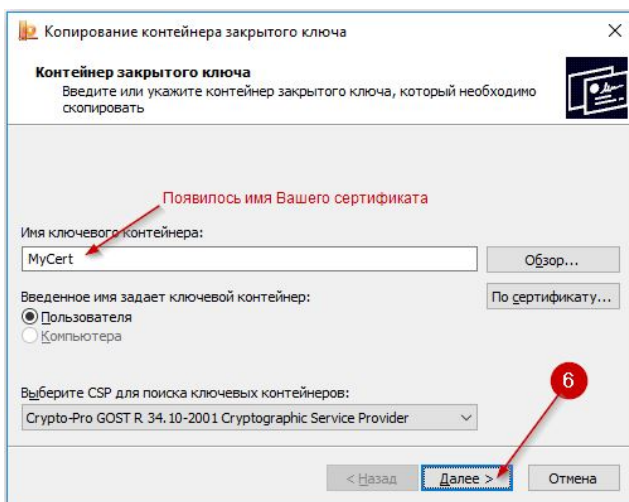 Копирование контейнера закрытого ключа
Контейнер закрытого ключа
Введите или укажите контейнер закрытого ключа, который необходимо
скопировать
Появилось имя Вашего сертификата
Имя ключевого контейнера:
MyCert
Обзор...
Введенное имя задает ключевой контейнер:
По сертификату...
Пользователя
Компьютера
6
Выберите CSP для поиска ключевых контейнеров:
Crypto-Pro GOST R 34.10-2001 Cryptographic Service Provider
< Назад
Далее >
Отмена